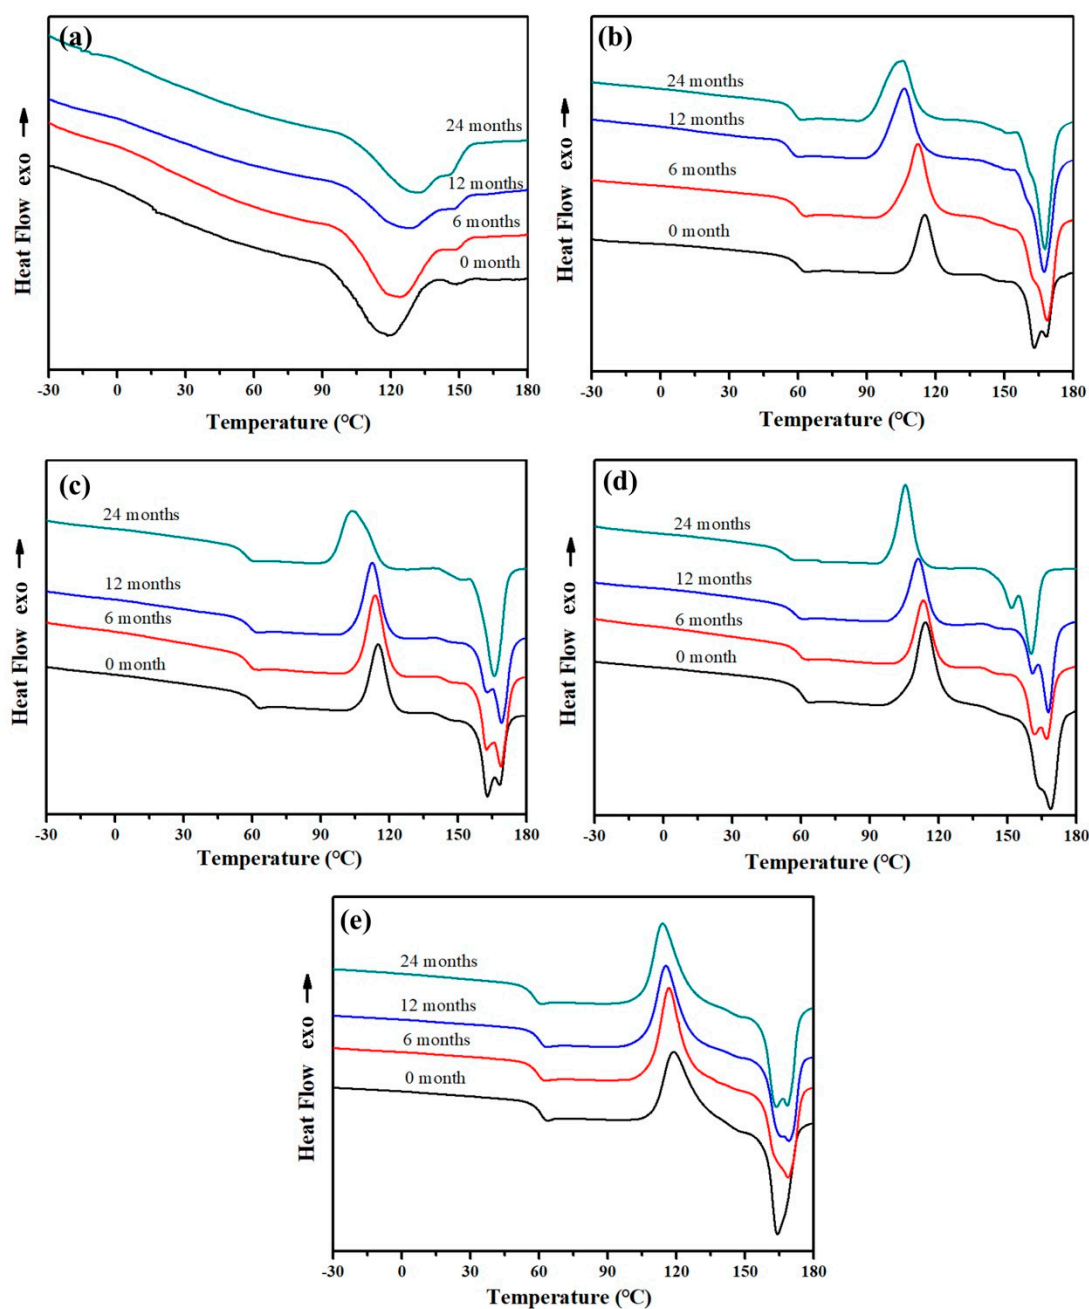 (a)
24 months
12 months
6 months
0 month
Heat Flow exo
-30 0 30 60 90 120 150 180
Temperature (°C)
(b)
24 months
12 months
6 months
0 month
Heat Flow exo
-30 0 30 60 90 120 150 180
Temperature (°C)
(c)
24 months
12 months
6 months
0 month
Heat Flow exo
-30 0 30 60 90 120 150 180
Temperature (°C)
(d)
24 months
12 months
6 months
0 month
Heat Flow exo
-30 0 30 60 90 120 150 180
Temperature (°C)
(e)
24 months
12 months
6 months
0 month
Heat Flow exo
-30 0 30 60 90 120 150 180
Temperature (°C)